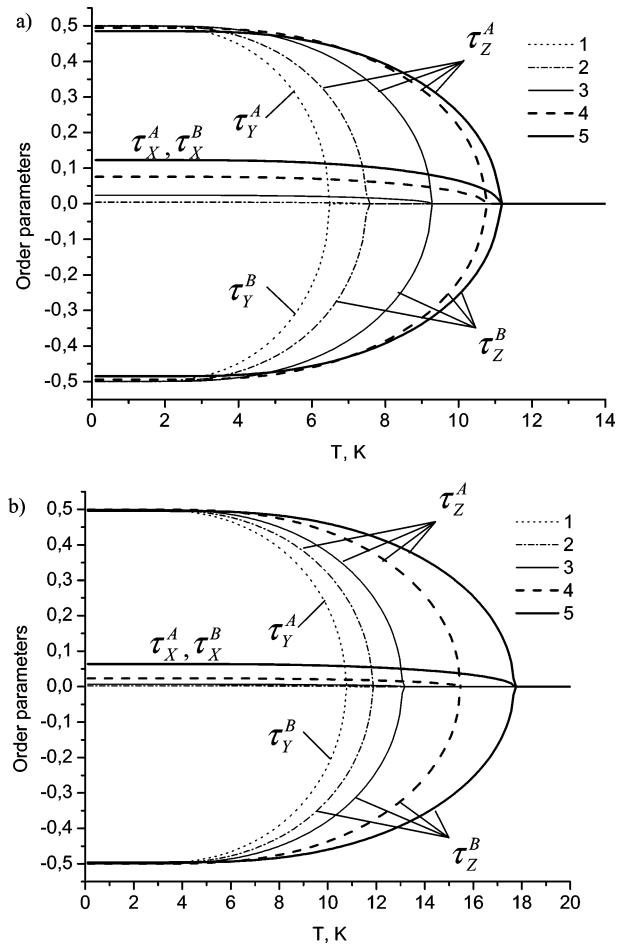 a)
0,5
0,4
0,3
0,2
0,1
0,0
-0,1
-0,2
-0,3
-0,4
-0,5
Order parameters
τ_Z^A
τ_Y^A
τ_X^A, τ_X^B
τ_Y^B
τ_Z^B
1
2
3
4
5
0 2 4 6 8 10 12 14
T, K
b)
0,5
0,4
0,3
0,2
0,1
0,0
-0,1
-0,2
-0,3
-0,4
-0,5
Order parameters
τ_Z^A
τ_Y^A
τ_X^A, τ_X^B
τ_Y^B
τ_Z^B
1
2
3
4
5
0 2 4 6 8 10 12 14 16 18 20
T, K